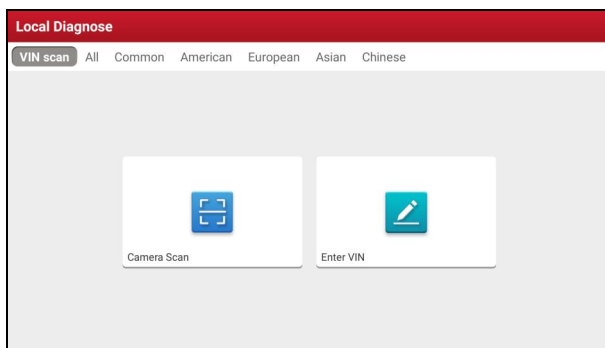 Local Diagnose
VIN scan All Common American European Asian Chinese
Camera Scan Enter VIN